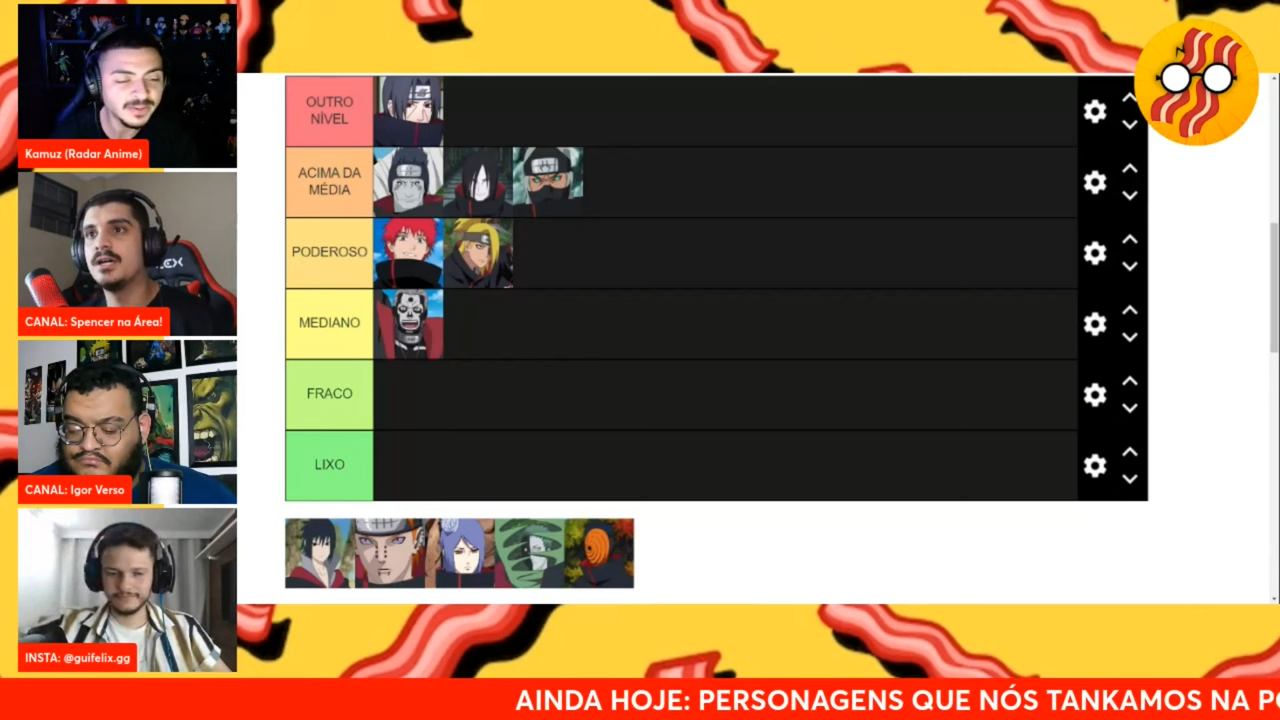 Kamuz (Radar Anime)
CANAL: Spencer na Área!
CANAL: Igor Verso
INSTA: @guifelix.gg
OUTRO
NÍVEL
ACIMA DA
MÉDIA
PODEROSO
MEDIANO
FRACO
LIXO
AINDA HOJE: PERSONAGENS QUE NÓS TANKAMOS NA